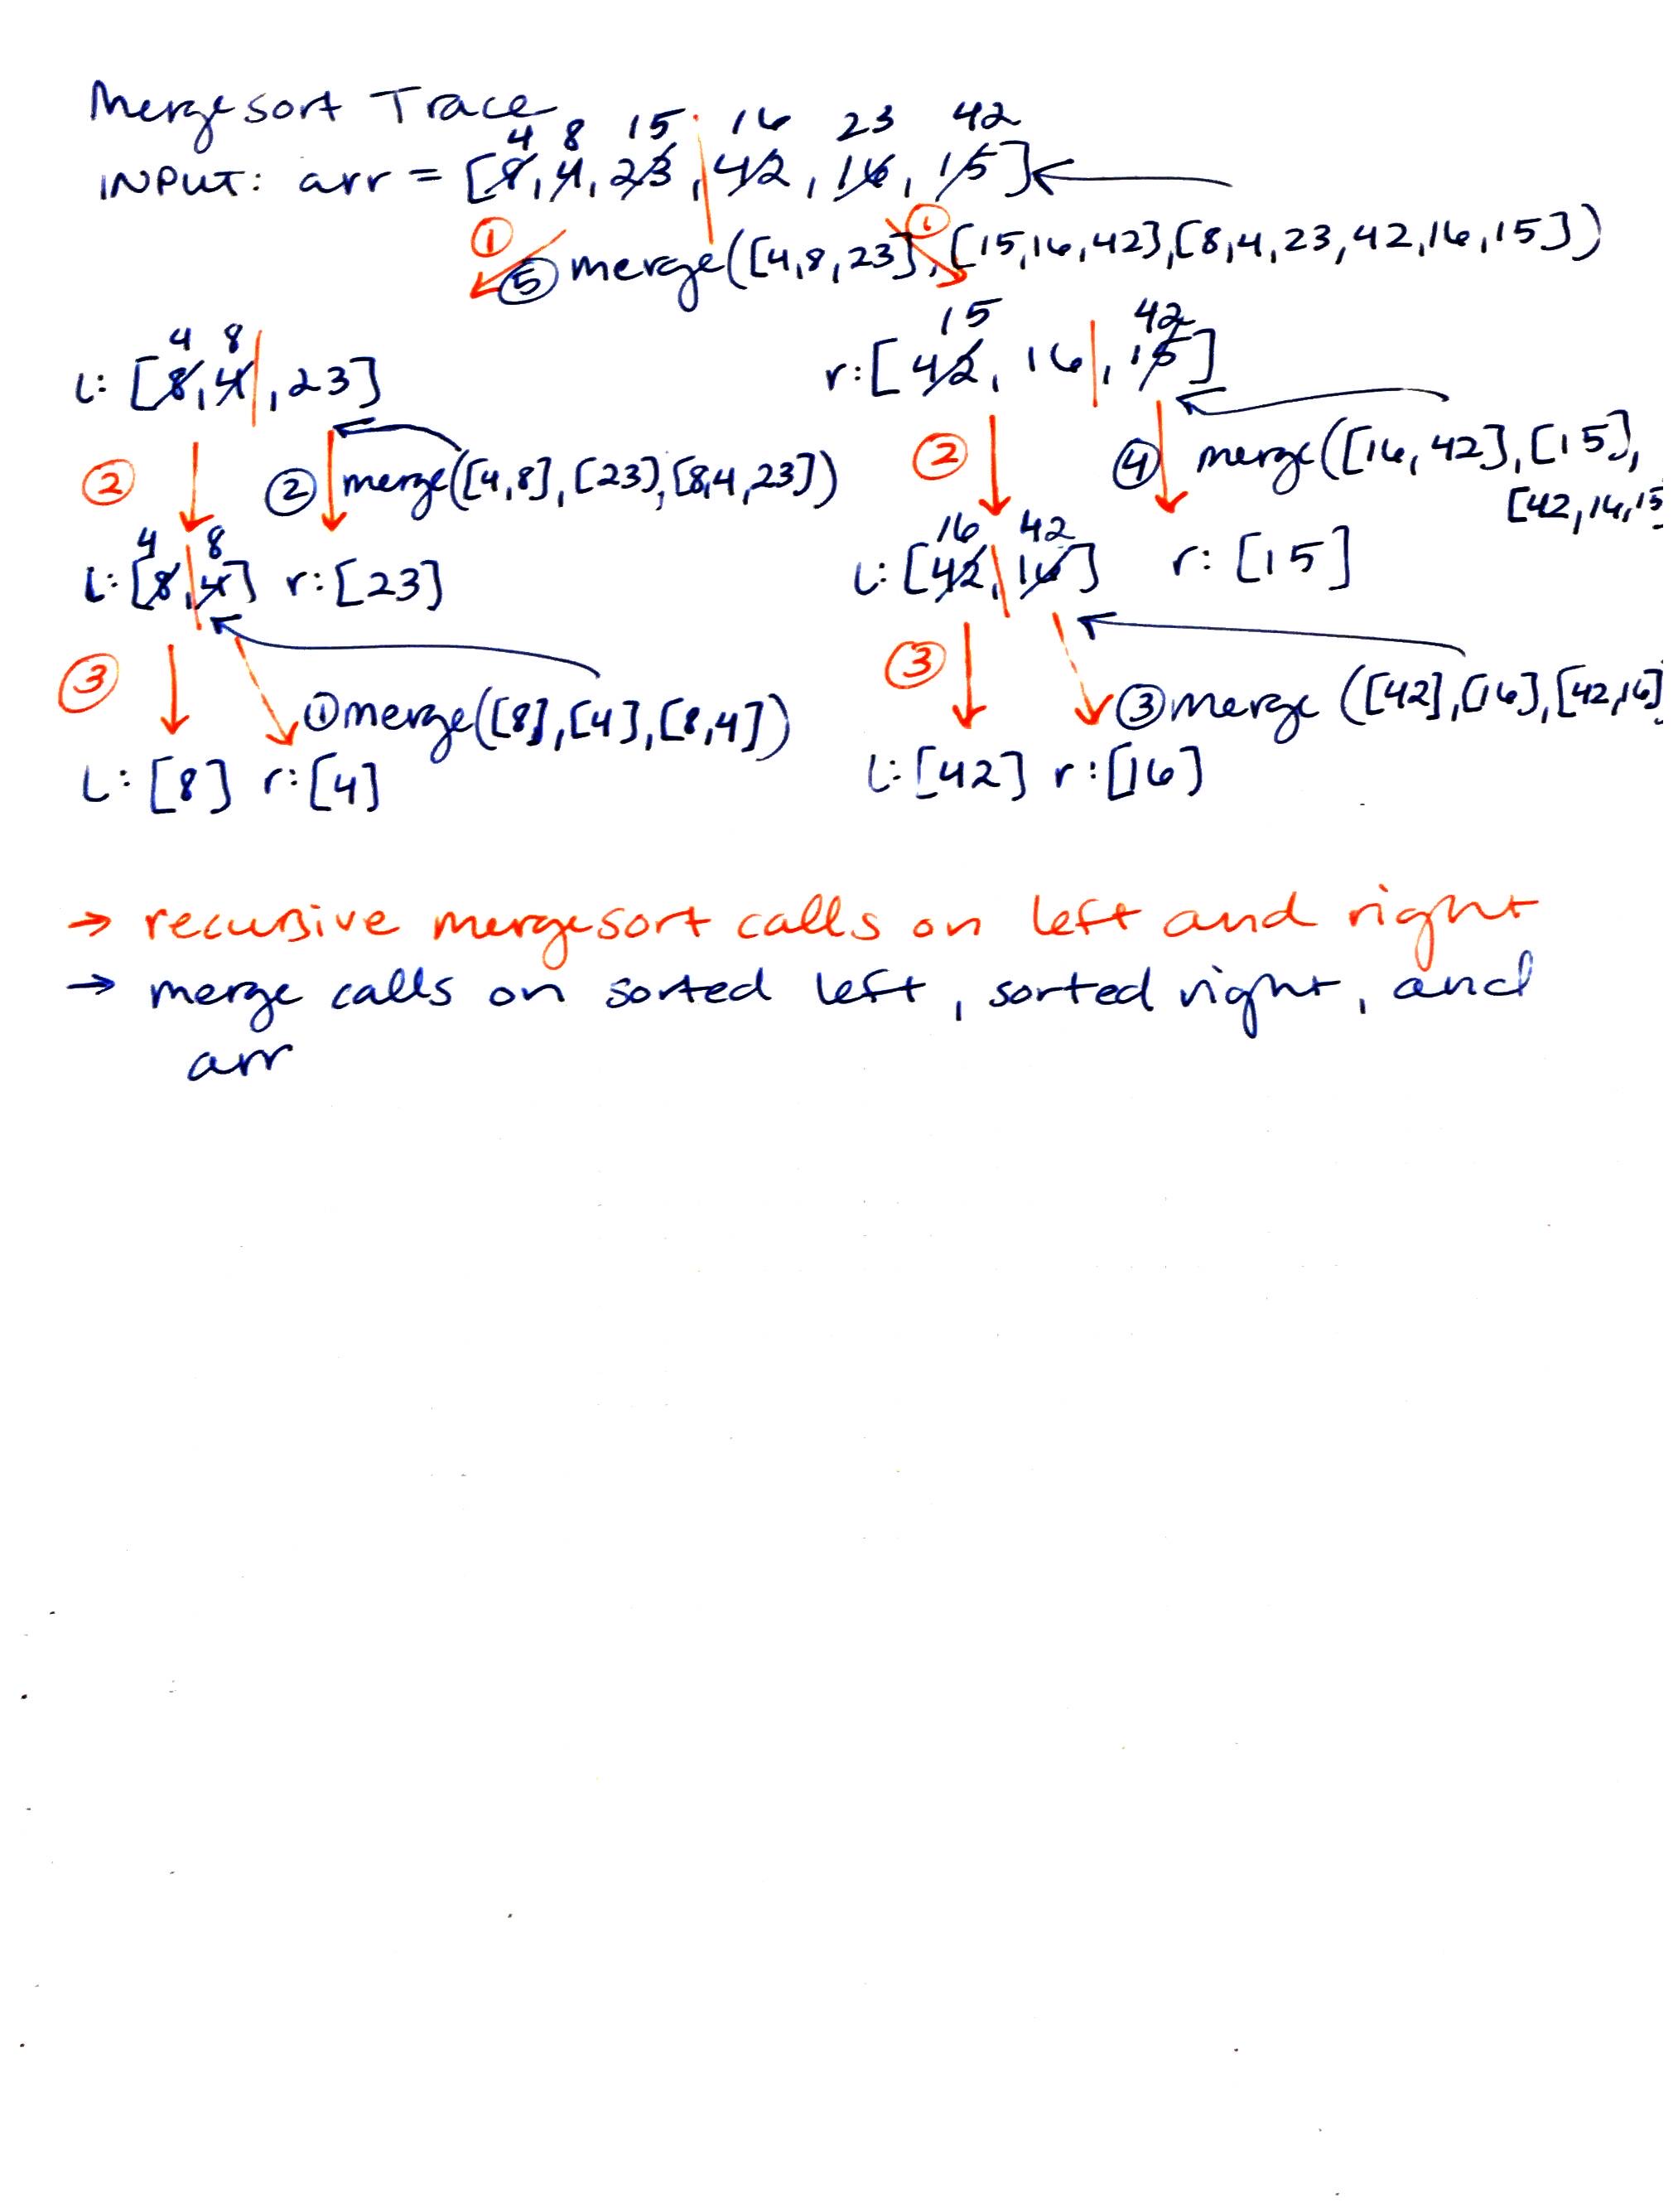 Mergesort Trace
4 8 15 16 23 42
INPUT: arr = [8, 4, 23, 42, 16, 15]
① ①
⑤ merge([4,8,23], [15,16,42], [8,4,23,42,16,15])
4 8 15 42
l: [8,4,23] r: [42, 16, 15]
② ② merge([4,8], [23], [8,4,23]) ② ④ merge([16,42], [15],
[42,16,15
4 8 16 42
l: [8,4] r: [23] l: [42,16] r: [15]
③ ① merge([8], [4], [8,4]) ③ ③ merge ([42], [16], [42,16]
l: [8] r: [4] l: [42] r: [16]
→ recursive mergesort calls on left and right
→ merge calls on sorted left, sorted right, and
arr